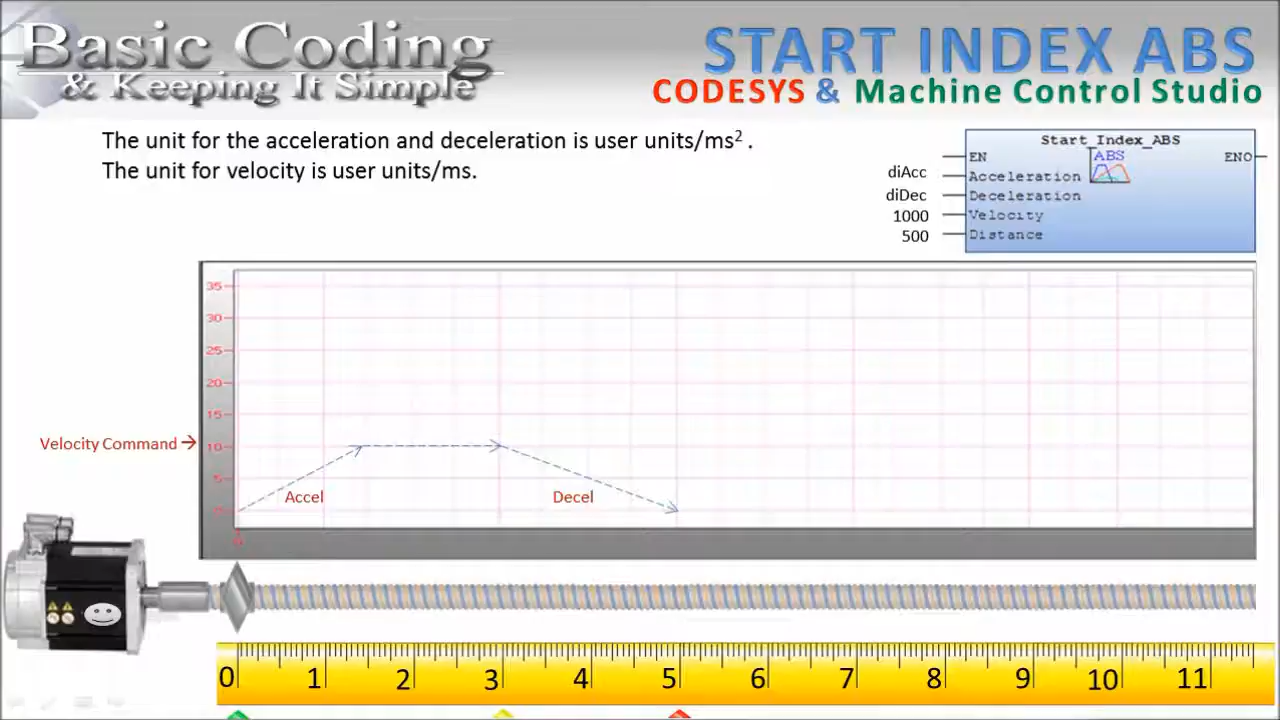 Basic Coding
& Keeping It Simple
START INDEX ABS
CODESYS & Machine Control Studio
The unit for the acceleration and deceleration is user units/ms² .
The unit for velocity is user units/ms.
Start_Index_ABS
EN
ABS
ENO
diAcc
Acceleration
diDec
Deceleration
1000
Velocity
500
Distance
35
30
25
20
15
Velocity Command
10
5
Accel
Decel
0 1 2 3 4 5 6 7 8 9 10 11